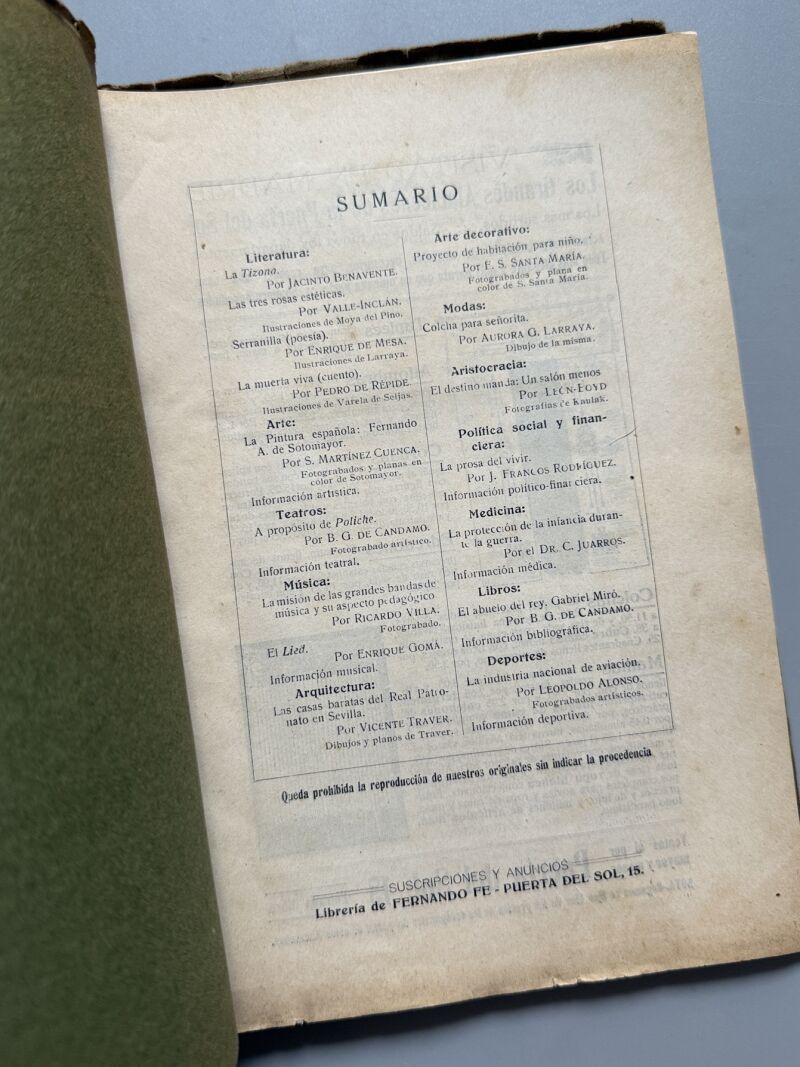 SUMARIO
Literatura:
La Tizona.
Por JACINTO BENAVENTE.
Las tres rosas estéticas.
Por VALLE-INCLÁN.
Ilustraciones de Moya del Pino.
Serranilla (poesía).
Por ENRIQUE DE MESA.
Ilustraciones de Larraya.
La muerta viva (cuento).
Por PEDRO DE RÉPIDE.
Ilustraciones de Varela de Seijas.
Arte:
La Pintura española: Fernando
A. de Sotomayor.
Por S. MARTÍNEZ CUENCA.
Fotograbados y planas en
color de Sotomayor.
Información artística.
Teatros:
A propósito de Poliche.
Por B. G. DE CANDAMO.
Fotograbado artístico.
Información teatral.
Música:
La misión de las grandes bandas de
música y su aspecto pedagógico
Por RICARDO VILLA.
Fotograbado.
El Lied.
Por ENRIQUE GOMÁ.
Información musical.
Arquitectura:
Las casas baratas del Real Patro-
nato en Sevilla.
Por VICENTE TRAVER.
Dibujos y planos de Traver.
Arte decorativo:
Proyecto de habitación para niño.
Por F. S. SANTA MARÍA.
Fotograbados y plana en
color de S. Santa María.
Modas:
Colcha para señorita.
Por AURORA G. LARRAYA.
Dibujo de la misma.
Aristocracia:
El destino manda: Un salón menos
Por LEÓN-BOYD
Fotografías de Kaulak.
Política social y finan-
ciera:
La prosa del vivir.
Por J. FRANCOS RODRÍGUEZ.
Información político-financiera.
Medicina:
La protección de la infancia duran-
te la guerra.
Por el DR. C. JUARROS.
Información médica.
Libros:
El abuelo del rey, Gabriel Miró.
Por B. G. DE CANDAMO.
Información bibliográfica.
Deportes:
La industria nacional de aviación.
Por LEOPOLDO ALONSO.
Fotograbados artísticos.
Información deportiva.
Queda prohibida la reproducción de nuestros originales sin indicar la procedencia
SUSCRIPCIONES Y ANUNCIOS
Librería de FERNANDO FE - PUERTA DEL SOL, 15.